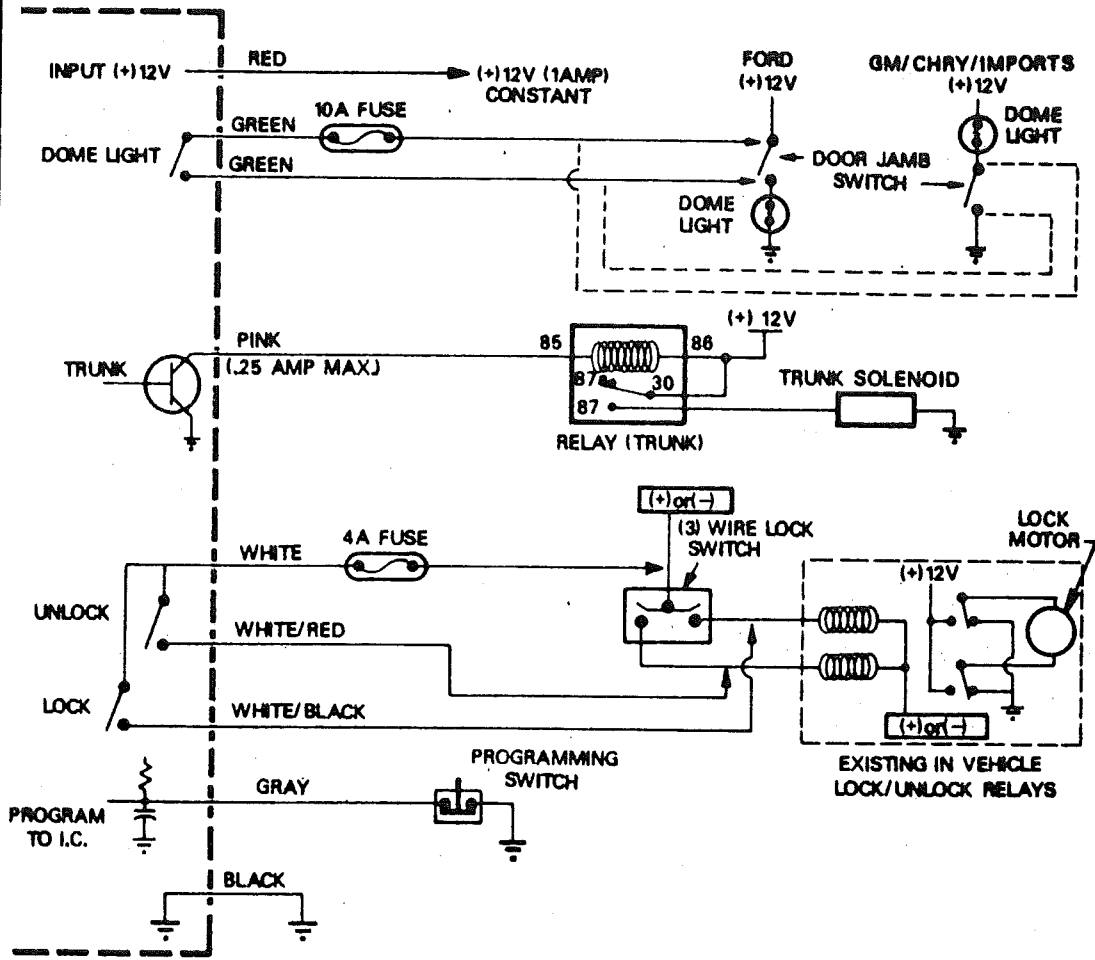 INPUT (+)12V
RED
(+)12V (1AMP)
CONSTANT
FORD
(+)12V
GM/CHRY/IMPORTS
(+)12V
DOME
LIGHT
10A FUSE
GREEN
DOME LIGHT
GREEN
DOOR JAMB
SWITCH
DOME
LIGHT
TRUNK
PINK
(.25 AMP MAX.)
85
86
(+) 12V
87a
30
87
RELAY (TRUNK)
TRUNK SOLENOID
(+)or(-)
(3) WIRE LOCK
SWITCH
LOCK
MOTOR
4A FUSE
WHITE
(+)12V
UNLOCK
WHITE/RED
LOCK
WHITE/BLACK
(+)or(-)
EXISTING IN VEHICLE
LOCK/UNLOCK RELAYS
PROGRAMMING
SWITCH
GRAY
PROGRAM
TO I.C.
BLACK